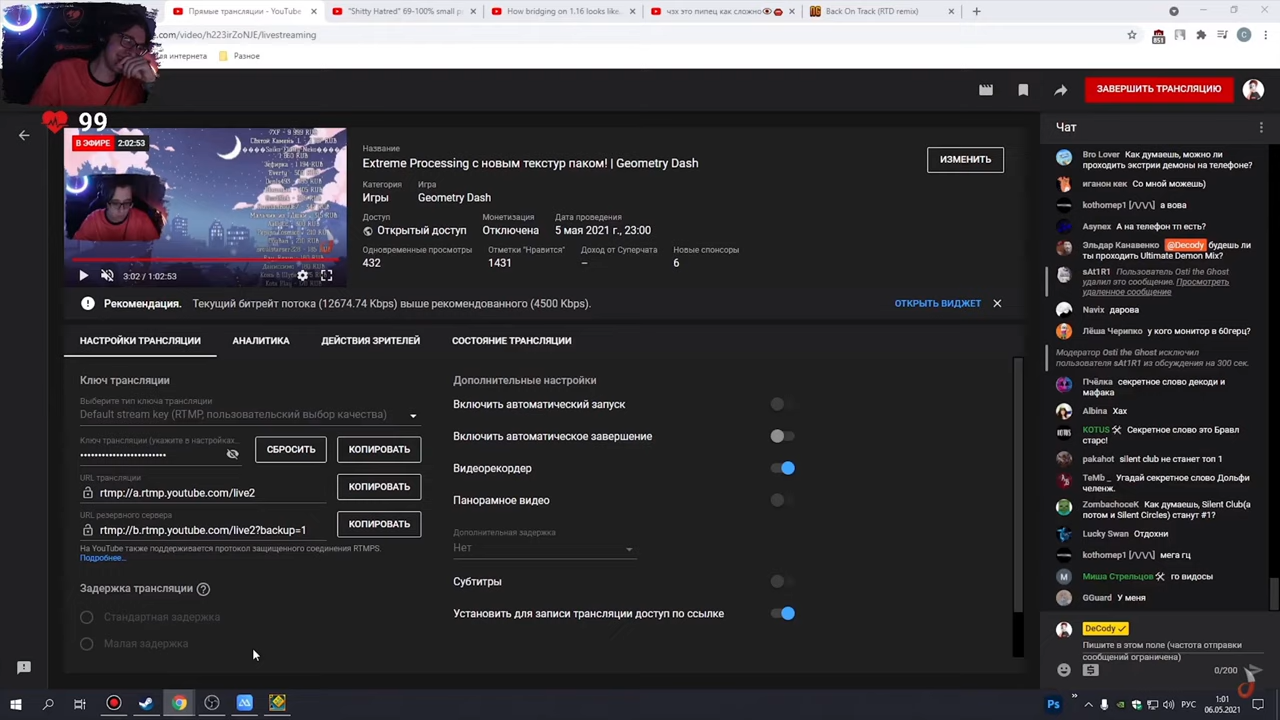 Прямые трансляции - YouTube
"Shitty Hatred" 69-100% small p
чзх это пипец как слож
Back On Track (RTD remix)
.com/video/h223irZoNJE/livestreaming
интернета
Разное
99
ЗАВЕРШИТЬ ТРАНСЛЯЦИЮ
В ЭФИРЕ 2:02:53
3:02 / 1:02:53
Название
Extreme Processing с новым текстур паком! | Geometry Dash
ИЗМЕНИТЬ
Категория Игра
Игры Geometry Dash
Доступ Монетизация Дата проведения
Открытый доступ Отключена 5 мая 2021 г., 23:00
Одновременные просмотры Отметки "Нравится" Доход от Суперчата Новые спонсоры
432 1431 – 6
Рекомендация. Текущий битрейт потока (12674.74 Kbps) выше рекомендованного (4500 Kbps).
ОТКРЫТЬ ВИДЖЕТ
НАСТРОЙКИ ТРАНСЛЯЦИИ АНАЛИТИКА ДЕЙСТВИЯ ЗРИТЕЛЕЙ СОСТОЯНИЕ ТРАНСЛЯЦИИ
Ключ трансляции
Выберите тип ключа трансляции
Default stream key (RTMP, пользовательский выбор качества)
Ключ трансляции (укажите в настройках...
СБРОСИТЬ КОПИРОВАТЬ
URL трансляции
rtmp://a.rtmp.youtube.com/live2
КОПИРОВАТЬ
URL резервного сервера
rtmp://b.rtmp.youtube.com/live2?backup=1
КОПИРОВАТЬ
На YouTube также поддерживается протокол защищенного соединения RTMPS.
Подробнее...
Задержка трансляции
Стандартная задержка
Малая задержка
Дополнительные настройки
Включить автоматический запуск
Включить автоматическое завершение
Видеорекордер
Панорамное видео
Дополнительная задержка
Нет
Субтитры
Установить для записи трансляции доступ по ссылке
Чат
Bro Lover Как думаешь, можно ли
проходить экстрим демоны на телефоне?
иганон кек Со мной можешь)
kothomep1 [/\/\/\] а вова
Asynex А на телефон тп есть?
Эльдар Канавенко @Decody будешь ли
ты проходить Ultimate Demon Mix?
sAt1R1 Пользователь Osti the Ghost
удалил это сообщение. Просмотреть
удаленное сообщение
Navix дарова
Лёша Черипко у кого монитор в 60герц?
Модератор Osti the Ghost исключил
пользователя sAt1R1 из обсуждения на 300 сек.
Пчёлка секретное слово декоди и
мафака
Albina Хах
KOTUS Секретное слово это Бравл
старс!
pakahot silent club не станет топ 1
TeMb _ Угадай секретное слово Дольфи
челенж.
ZombachoceK Как думаешь, Silent Club(а
потом и Silent Circles) станут #1?
Lucky Swan Отдохни
kothomep1 [/\/\/\] мега гц
Миша Стрельцов го видосы
GGuard У меня
DeCody
Пишите в этом поле (частота отправки
сообщений ограничена)
0/200
РУС
1:01
06.05.2021